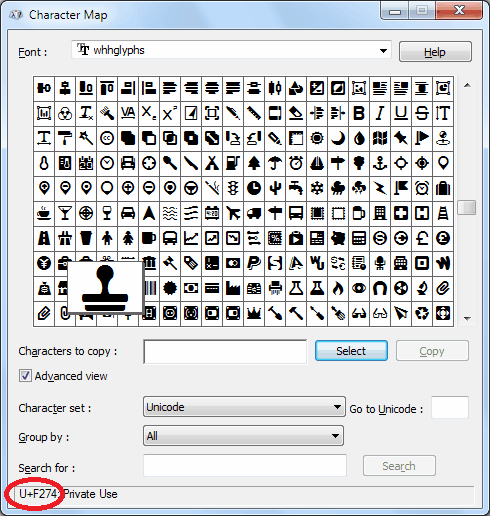 Character Map
Font : whhglyphs Help
Characters to copy : Select Copy
Advanced view
Character set : Unicode Go to Unicode :
Group by : All
Search for : Search
U+F274: Private Use